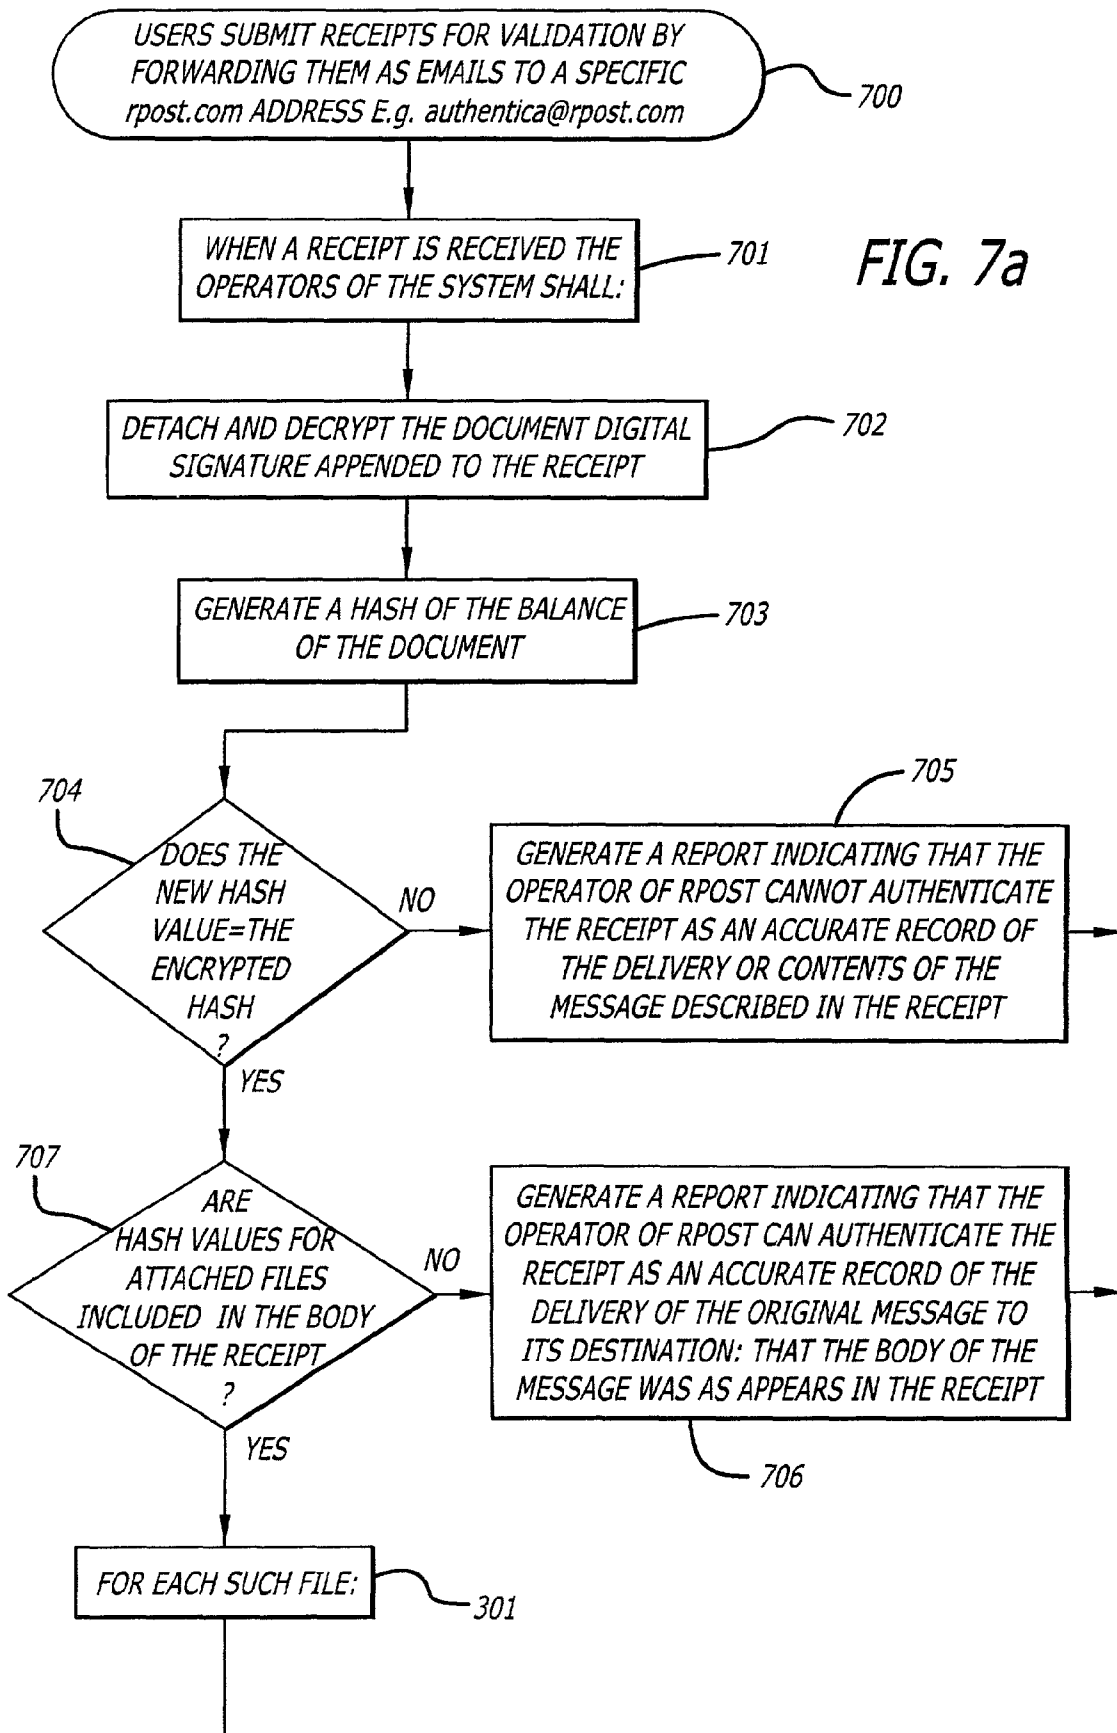 USERS SUBMIT RECEIPTS FOR VALIDATION BY
FORWARDING THEM AS EMAILS TO A SPECIFIC
rpost.com ADDRESS E.g. authentica@rpost.com
700
WHEN A RECEIPT IS RECEIVED THE
OPERATORS OF THE SYSTEM SHALL:
701
FIG. 7a
DETACH AND DECRYPT THE DOCUMENT DIGITAL
SIGNATURE APPENDED TO THE RECEIPT
702
GENERATE A HASH OF THE BALANCE
OF THE DOCUMENT
703
704
DOES THE
NEW HASH
VALUE=THE
ENCRYPTED
HASH
?
NO
YES
705
GENERATE A REPORT INDICATING THAT THE
OPERATOR OF RPOST CANNOT AUTHENTICATE
THE RECEIPT AS AN ACCURATE RECORD OF
THE DELIVERY OR CONTENTS OF THE
MESSAGE DESCRIBED IN THE RECEIPT
707
ARE
HASH VALUES FOR
ATTACHED FILES
INCLUDED IN THE BODY
OF THE RECEIPT
?
NO
YES
GENERATE A REPORT INDICATING THAT THE
OPERATOR OF RPOST CAN AUTHENTICATE THE
RECEIPT AS AN ACCURATE RECORD OF THE
DELIVERY OF THE ORIGINAL MESSAGE TO
ITS DESTINATION: THAT THE BODY OF THE
MESSAGE WAS AS APPEARS IN THE RECEIPT
706
FOR EACH SUCH FILE:
301